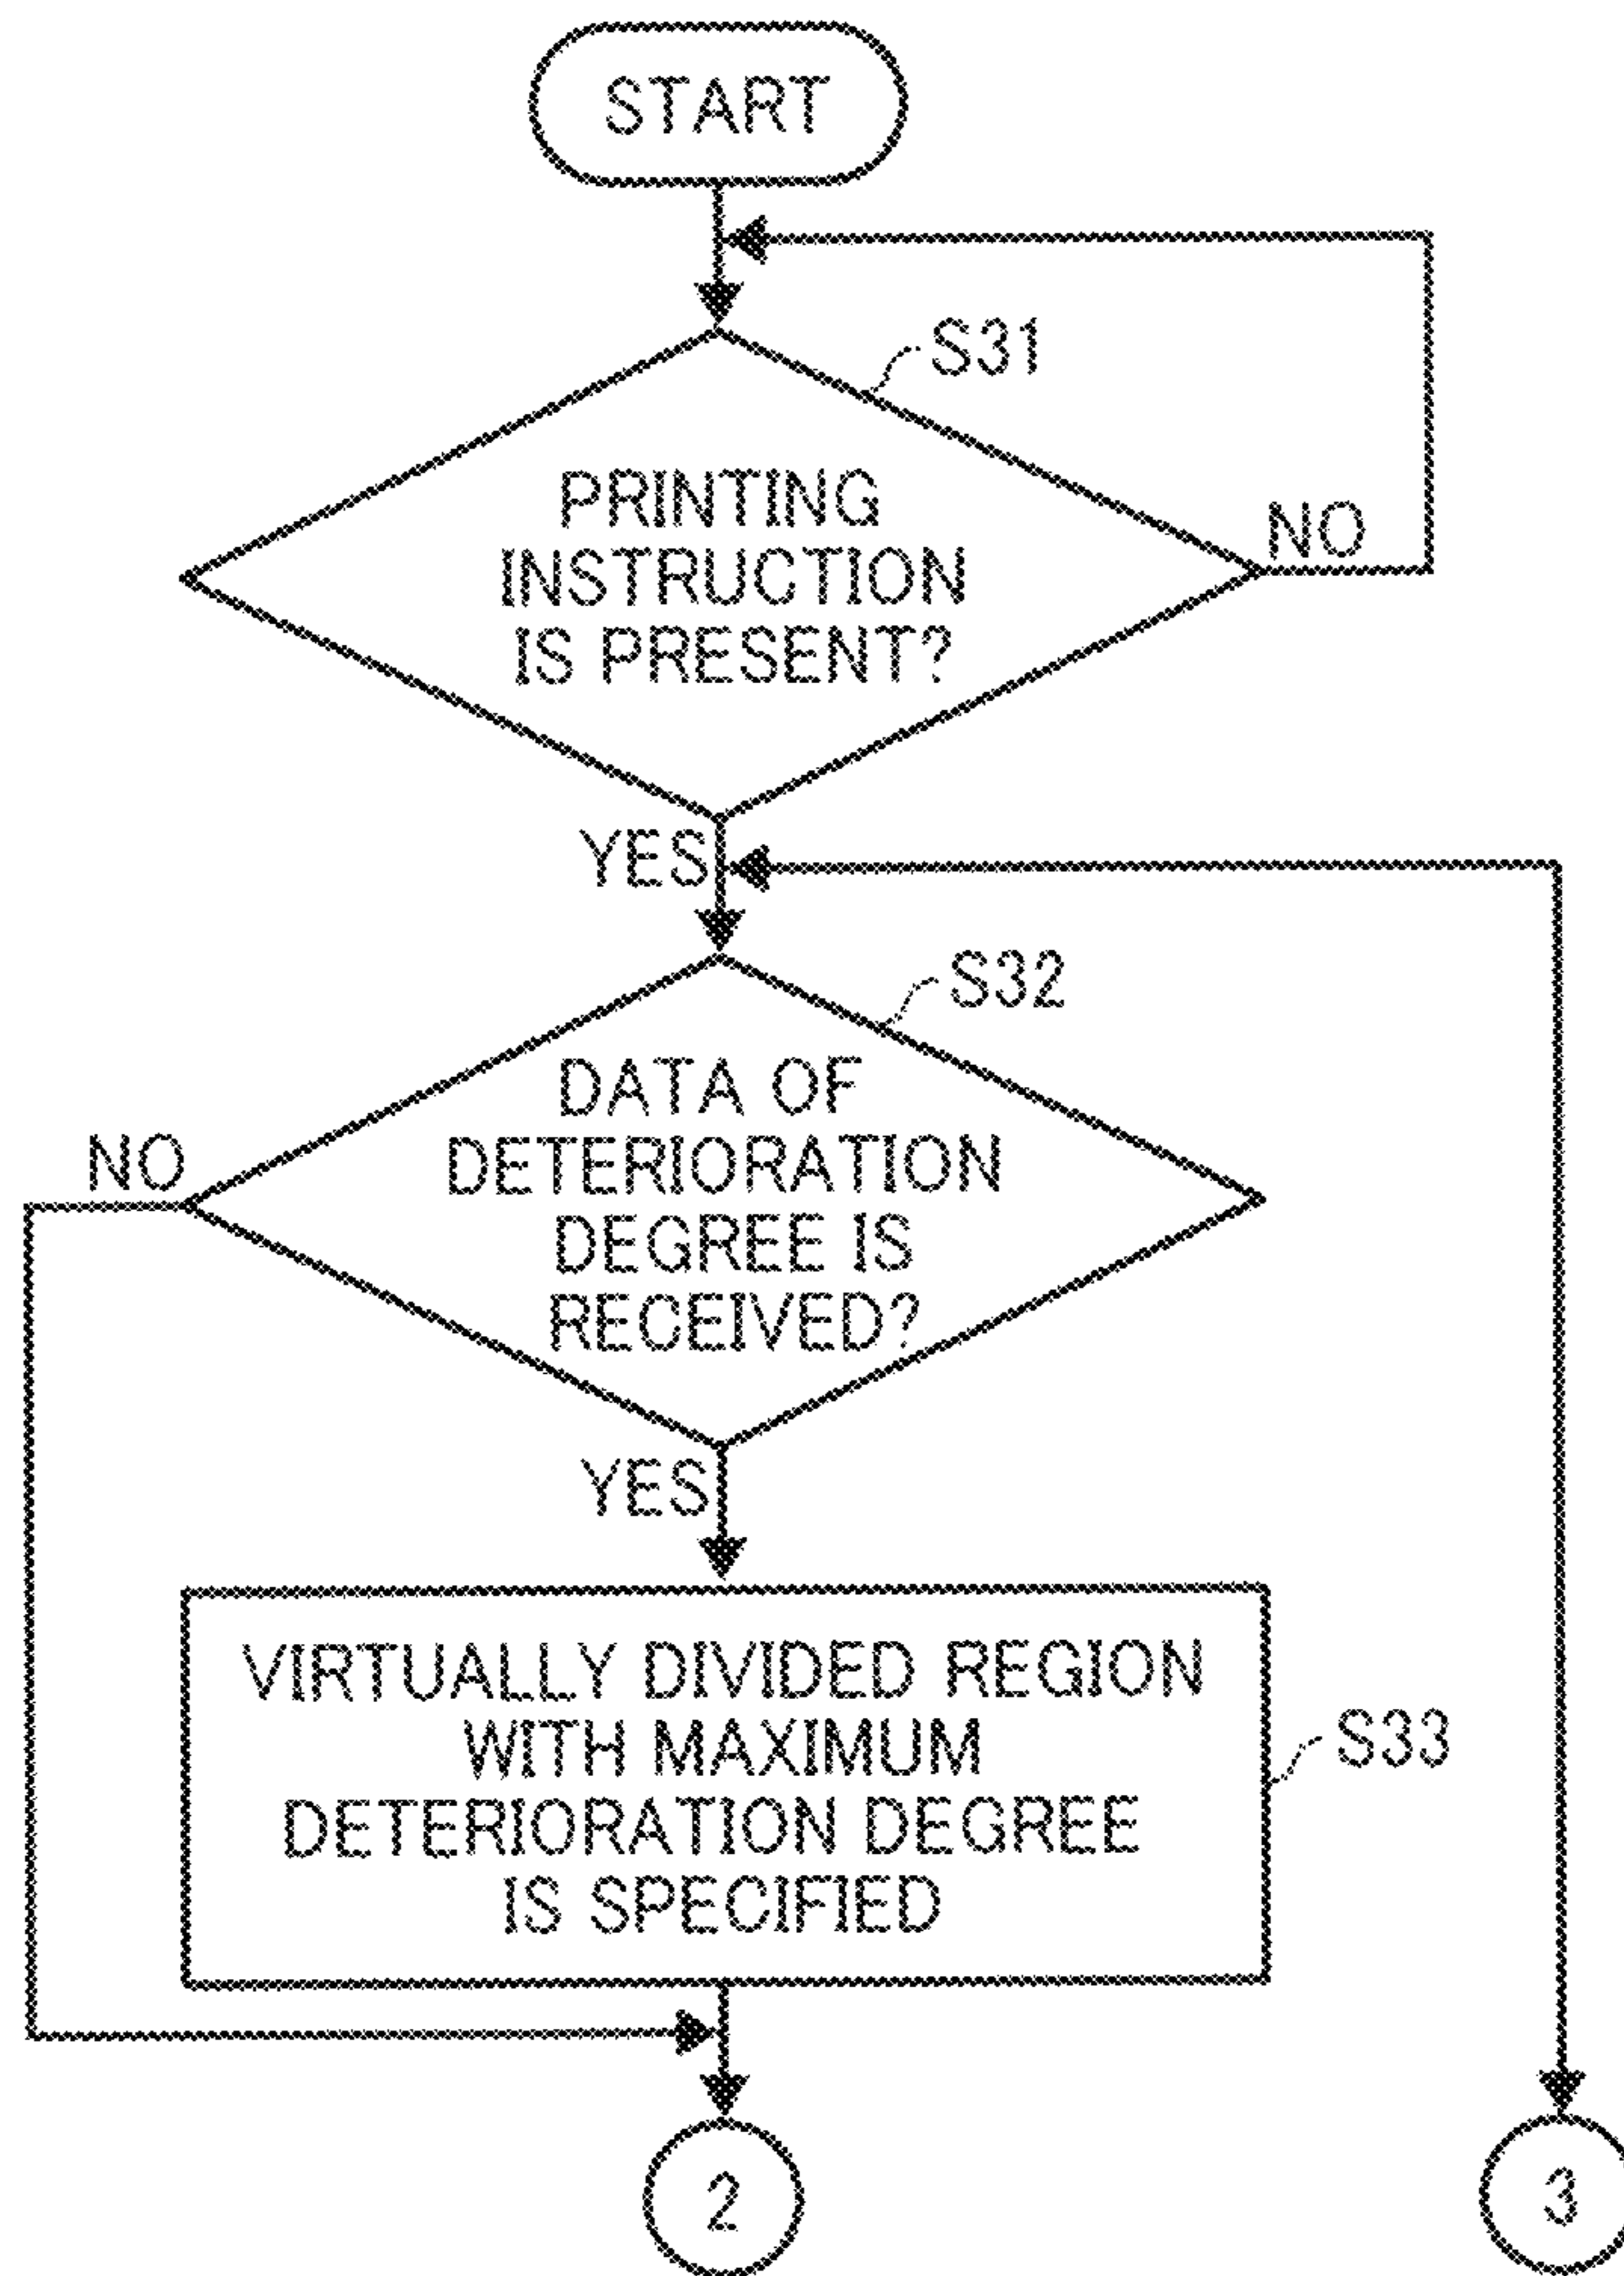 START
S31
PRINTING
INSTRUCTION
IS PRESENT?
NO
YES
S32
DATA OF
DETERIORATION
DEGREE IS
RECEIVED?
NO
YES
VIRTUALLY DIVIDED REGION
WITH MAXIMUM
DETERIORATION DEGREE
IS SPECIFIED
S33
2
3